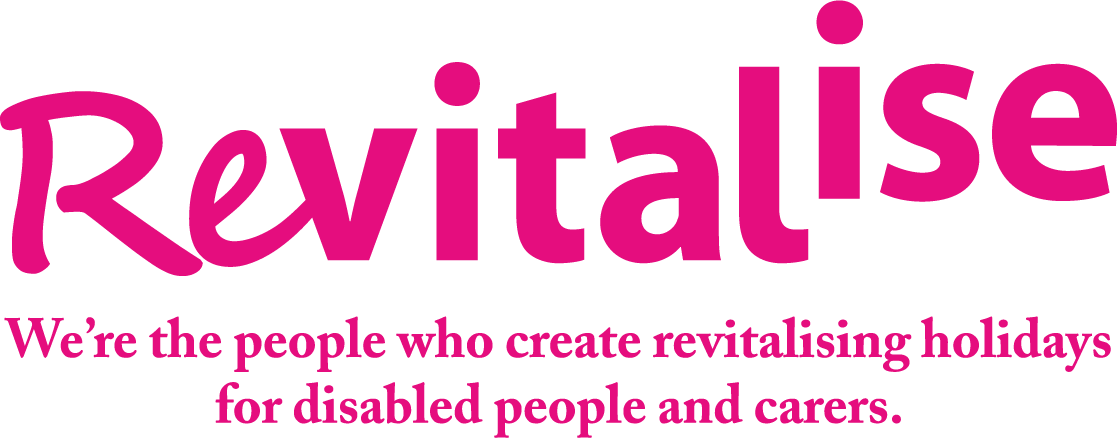 Revitalise
We're the people who create revitalising holidays
for disabled people and carers.